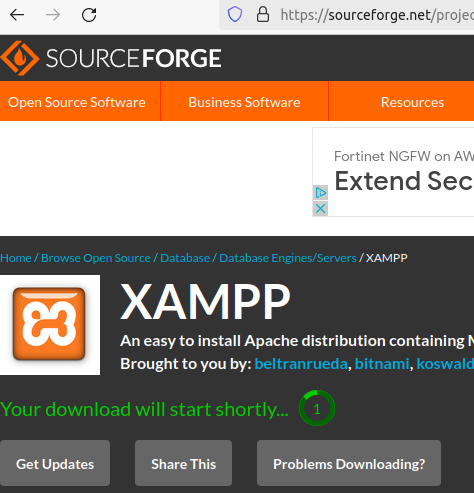 https://sourceforge.net/projec
SOURCEFORGE
Open Source Software Business Software Resources
Fortinet NGFW on AW
Extend Sec
Home / Browse Open Source / Database / Database Engines/Servers / XAMPP
XAMPP
An easy to install Apache distribution containing M
Brought to you by: beltranrueda, bitnami, koswald
Your download will start shortly... 1
Get Updates Share This Problems Downloading?